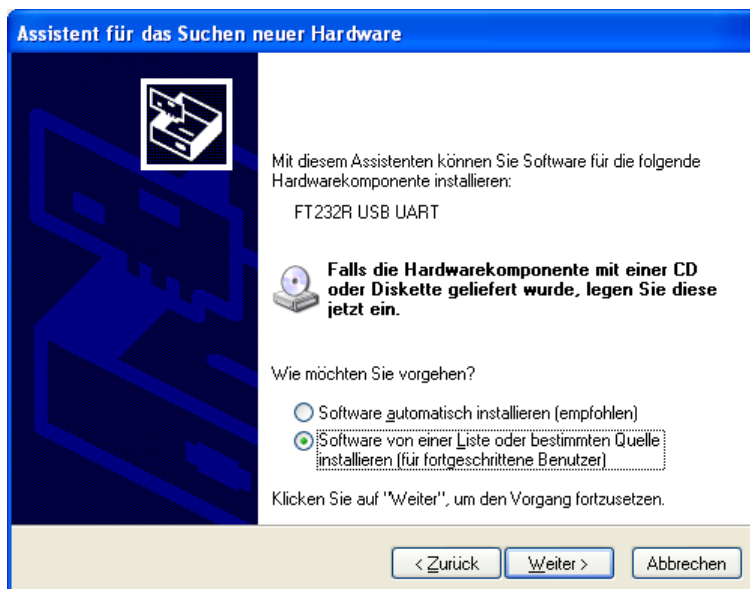 Assistent für das Suchen neuer Hardware
Mit diesem Assistenten können Sie Software für die folgende
Hardwarekomponente installieren:
FT232R USB UART
Falls die Hardwarekomponente mit einer CD
oder Diskette geliefert wurde, legen Sie diese
jetzt ein.
Wie möchten Sie vorgehen?
Software automatisch installieren (empfohlen)
Software von einer Liste oder bestimmten Quelle
installieren (für fortgeschrittene Benutzer)
Klicken Sie auf "Weiter", um den Vorgang fortzusetzen.
< Zurück Weiter > Abbrechen